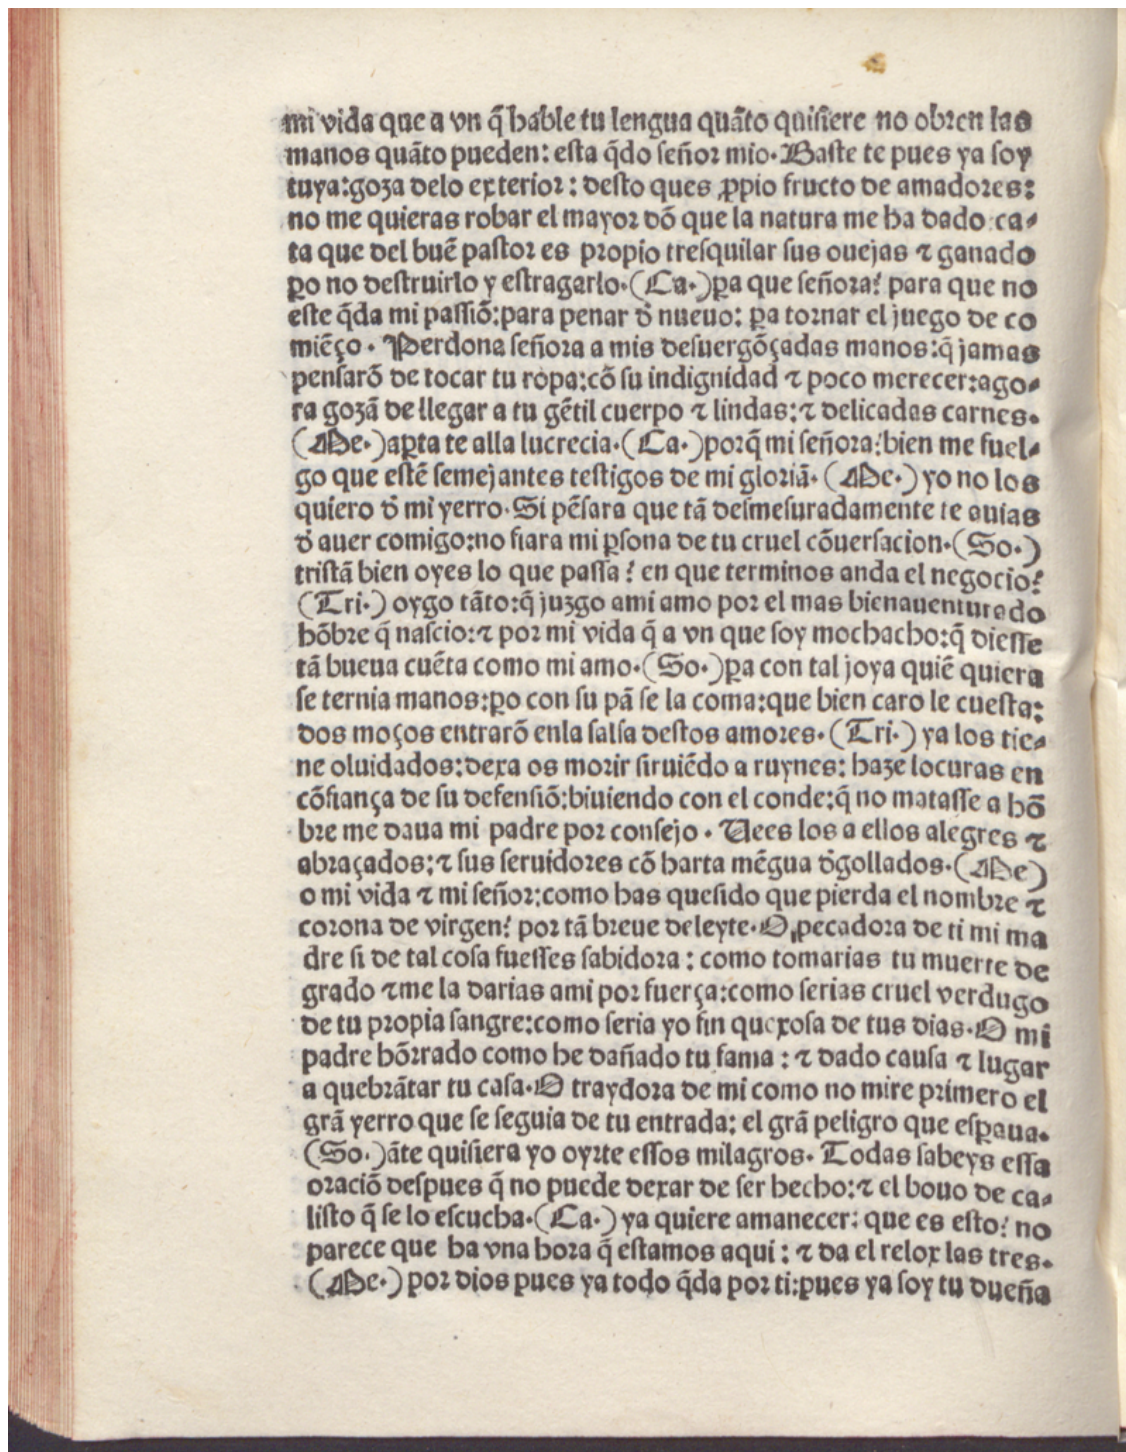 mi vida que a vn q̃ hable tu lengua quãto quisiere no obren las
manos quãto pueden: esta q̃do señor mio. Baste te pues ya soy
tuya: goza delo exterior: desto ques ꝓpio fructo de amadores:
no me quieras robar el mayor dõ que la natura me ha dado ca-
ta que del buẽ pastor es propio tresquilar sus ouejas ⁊ ganado
ꝑo no destruirlo y estragarlo. (Ca.) ꝑa que señora? para que no
este q̃da mi passiõ: para penar d̃ nueuo: ꝑa tornar el juego de co
miẽço. Perdona señora a mis desuergõçadas manos: q̃ jamas
pensarõ de tocar tu ropa: cõ su indignidad ⁊ poco merecer: ago-
ra gozã de llegar a tu gẽtil cuerpo ⁊ lindas: ⁊ delicadas carnes.
(Me.) aꝑta te alla lucrecia. (Ca.) porq̃ mi señora? bien me fuel-
go que estẽ semejantes testigos de mi gloriã. (Me.) yo no los
quiero d̃ mi yerro. Si pẽsara que tã desmesuradamente te auias
d̃ auer comigo: no fiara mi ꝑsona de tu cruel cõuersacion. (So.)
tristã bien oyes lo que passa? en que terminos anda el negocio?
(Tri.) oygo tãto: q̃ juzgo ami amo por el mas bienauenturado
hõbre q̃ nascio: ⁊ por mi vida q̃ a vn que soy mochacho: q̃ diesse
tã bueua cuẽta como mi amo. (So.) ꝑa con tal joya quiẽ quiera
se ternia manos: ꝑo con su pã se la coma: que bien caro le cuesta:
dos moços entrarõ enla salsa destos amores. (Tri.) ya los tie-
ne oluidados: dexa os morir siruiẽdo a ruynes: haze locuras en
cõfiança de su defensiõ: biuiendo con el conde: q̃ no matasse a hõ
bre me daua mi padre por consejo. Uees los a ellos alegres ⁊
abraçados: ⁊ sus seruidores cõ harta mẽgua d̃gollados. (Me)
o mi vida ⁊ mi señor: como has quesido que pierda el nombre ⁊
corona de virgen? por tã breue deleyte. O pecadora de ti mi ma
dre si de tal cosa fuesses sabidora: como tomarias tu muerte de
grado ⁊ me la darias ami por fuerça: como serias cruel verdugo
de tu propia sangre: como seria yo fin quexosa de tus dias. O mi
padre hõrrado como he dañado tu fama: ⁊ dado causa ⁊ lugar
a quebrãtar tu casa. O traydora de mi como no mire primero el
grã yerro que se seguia de tu entrada: el grã peligro que esꝑaua.
(So.) ãte quisiera yo oyrte essos milagros. Todas sabeys essa
oraciõ despues q̃ no puede dexar de ser hecho: ⁊ el bouo de ca-
listo q̃ se lo escucha. (Ca.) ya quiere amanecer: que es esto? no
parece que ha vna hora q̃ estamos aqui: ⁊ da el relox las tres.
(Me.) por dios pues ya todo q̃da por ti: pues ya soy tu dueña